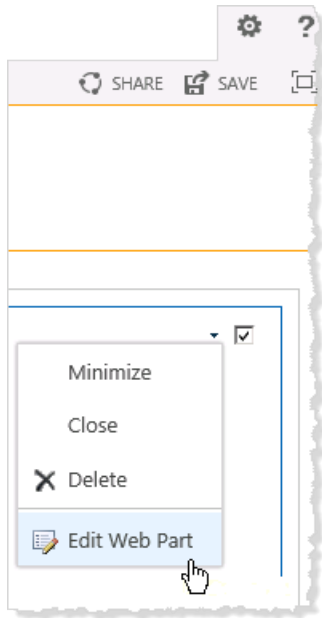 ?
SHARE SAVE
Minimize
Close
Delete
Edit Web Part